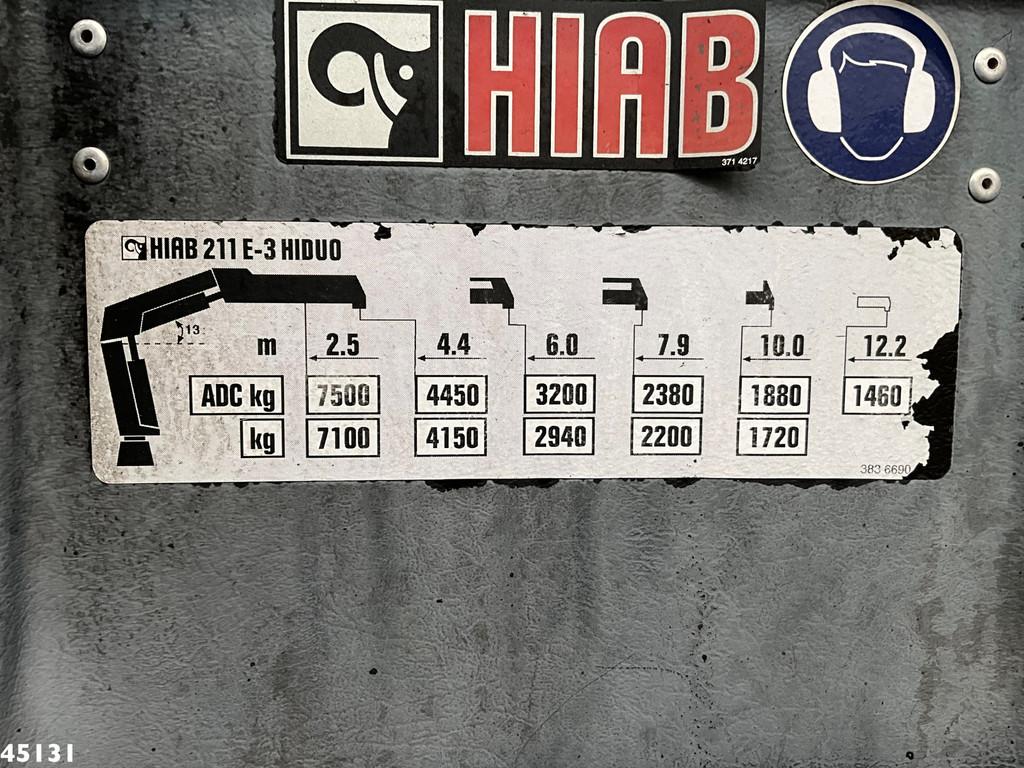 HIAB
371 4217
HIAB 211 E-3 HIDUO
13
m 2.5 4.4 6.0 7.9 10.0 12.2
ADC kg 7500 4450 3200 2380 1880 1460
kg 7100 4150 2940 2200 1720
383 6690
45131